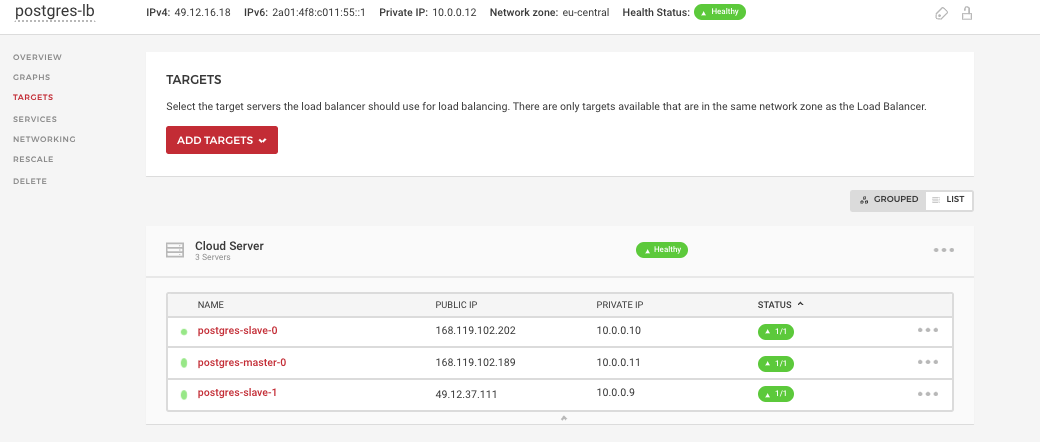 postgres-lb IPv4: 49.12.16.18 IPv6: 2a01:4f8:c011:55::1 Private IP: 10.0.0.12 Network zone: eu-central Health Status: Healthy
OVERVIEW
GRAPHS
TARGETS
SERVICES
NETWORKING
RESCALE
DELETE
TARGETS
Select the target servers the load balancer should use for load balancing. There are only targets available that are in the same network zone as the Load Balancer.
ADD TARGETS
GROUPED LIST
Cloud Server Healthy
3 Servers
NAME PUBLIC IP PRIVATE IP STATUS
postgres-slave-0 168.119.102.202 10.0.0.10 1/1
postgres-master-0 168.119.102.189 10.0.0.11 1/1
postgres-slave-1 49.12.37.111 10.0.0.9 1/1